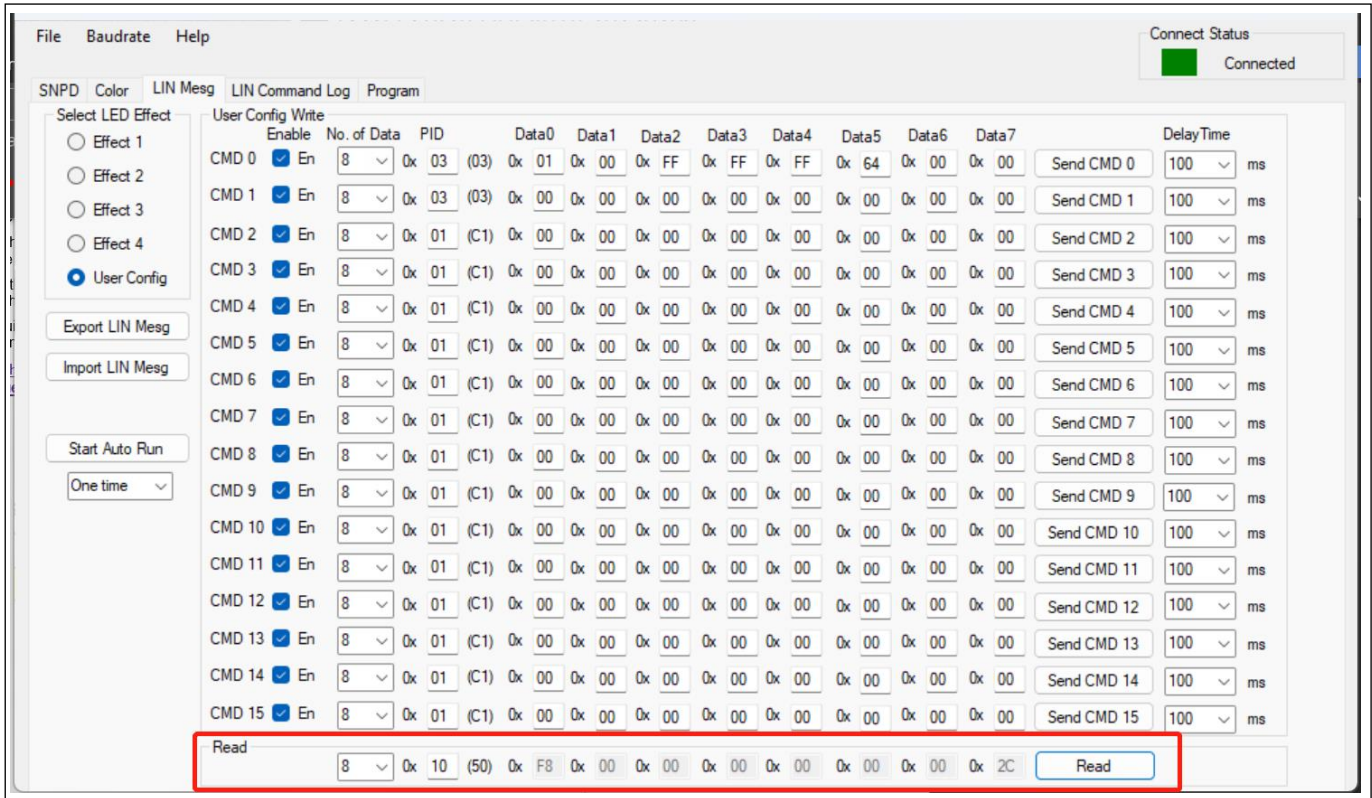 File Baudrate Help
Connect Status
Connected
SNPD Color LIN Mesg LIN Command Log Program
Select LED Effect
Effect 1
Effect 2
Effect 3
Effect 4
User Config
Export LIN Mesg
Import LIN Mesg
Start Auto Run
One time
User Config Write
Enable No. of Data PID Data0 Data1 Data2 Data3 Data4 Data5 Data6 Data7 DelayTime
CMD 0 En 8 0x 03 (03) 0x 01 0x 00 0x FF 0x FF 0x FF 0x 64 0x 00 0x 00 Send CMD 0 100 ms
CMD 1 En 8 0x 03 (03) 0x 00 0x 00 0x 00 0x 00 0x 00 0x 00 0x 00 0x 00 Send CMD 1 100 ms
CMD 2 En 8 0x 01 (C1) 0x 00 0x 00 0x 00 0x 00 0x 00 0x 00 0x 00 0x 00 Send CMD 2 100 ms
CMD 3 En 8 0x 01 (C1) 0x 00 0x 00 0x 00 0x 00 0x 00 0x 00 0x 00 0x 00 Send CMD 3 100 ms
CMD 4 En 8 0x 01 (C1) 0x 00 0x 00 0x 00 0x 00 0x 00 0x 00 0x 00 0x 00 Send CMD 4 100 ms
CMD 5 En 8 0x 01 (C1) 0x 00 0x 00 0x 00 0x 00 0x 00 0x 00 0x 00 0x 00 Send CMD 5 100 ms
CMD 6 En 8 0x 01 (C1) 0x 00 0x 00 0x 00 0x 00 0x 00 0x 00 0x 00 0x 00 Send CMD 6 100 ms
CMD 7 En 8 0x 01 (C1) 0x 00 0x 00 0x 00 0x 00 0x 00 0x 00 0x 00 0x 00 Send CMD 7 100 ms
CMD 8 En 8 0x 01 (C1) 0x 00 0x 00 0x 00 0x 00 0x 00 0x 00 0x 00 0x 00 Send CMD 8 100 ms
CMD 9 En 8 0x 01 (C1) 0x 00 0x 00 0x 00 0x 00 0x 00 0x 00 0x 00 0x 00 Send CMD 9 100 ms
CMD 10 En 8 0x 01 (C1) 0x 00 0x 00 0x 00 0x 00 0x 00 0x 00 0x 00 0x 00 Send CMD 10 100 ms
CMD 11 En 8 0x 01 (C1) 0x 00 0x 00 0x 00 0x 00 0x 00 0x 00 0x 00 0x 00 Send CMD 11 100 ms
CMD 12 En 8 0x 01 (C1) 0x 00 0x 00 0x 00 0x 00 0x 00 0x 00 0x 00 0x 00 Send CMD 12 100 ms
CMD 13 En 8 0x 01 (C1) 0x 00 0x 00 0x 00 0x 00 0x 00 0x 00 0x 00 0x 00 Send CMD 13 100 ms
CMD 14 En 8 0x 01 (C1) 0x 00 0x 00 0x 00 0x 00 0x 00 0x 00 0x 00 0x 00 Send CMD 14 100 ms
CMD 15 En 8 0x 01 (C1) 0x 00 0x 00 0x 00 0x 00 0x 00 0x 00 0x 00 0x 00 Send CMD 15 100 ms
Read
8 0x 10 (50) 0x F8 0x 00 0x 00 0x 00 0x 00 0x 00 0x 00 0x 2C Read